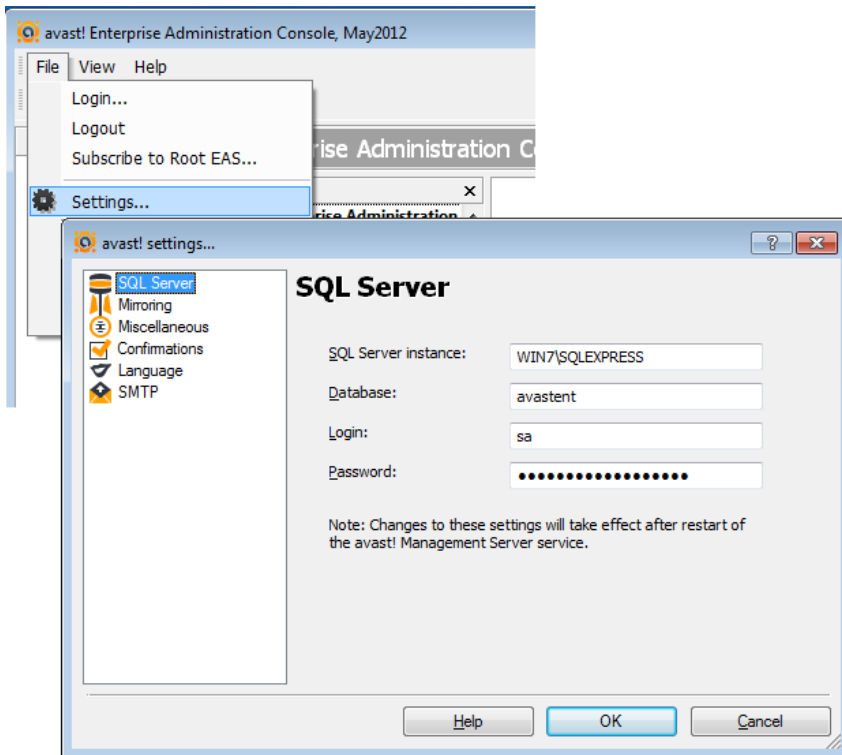 avast! Enterprise Administration Console, May2012
File View Help
Login...
Logout
Subscribe to Root EAS...
rise Administration C
Settings...
rise Administration
avast! settings...
SQL Server
Mirroring
Miscellaneous
Confirmations
Language
SMTP
SQL Server
SQL Server instance:
WIN7\SQLEXPRESS
Database:
avastent
Login:
sa
Password:
••••••••••••••••••
Note: Changes to these settings will take effect after restart of
the avast! Management Server service.
Help
OK
Cancel